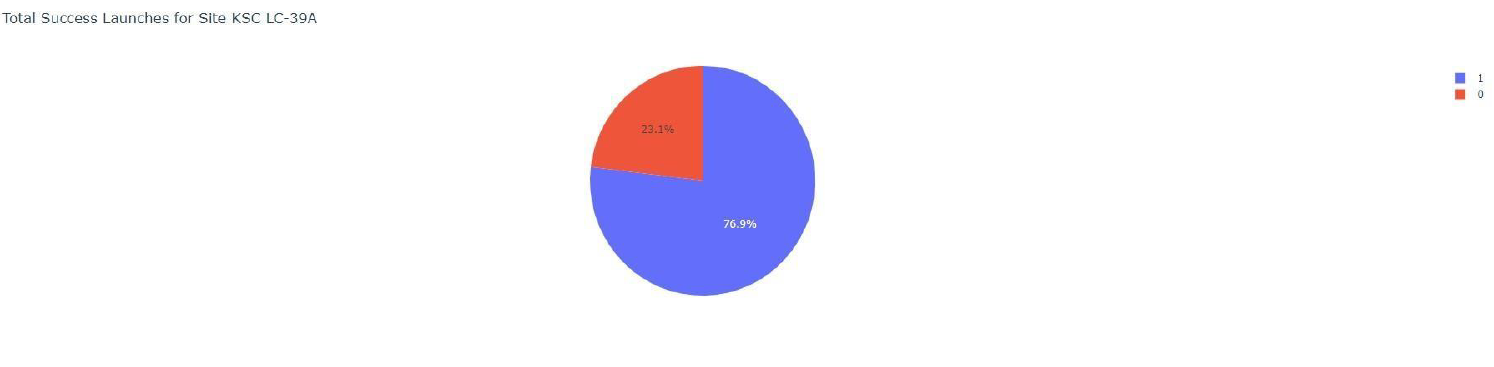 Total Success Launches for Site KSC LC-39A
1
0
23.1%
76.9%